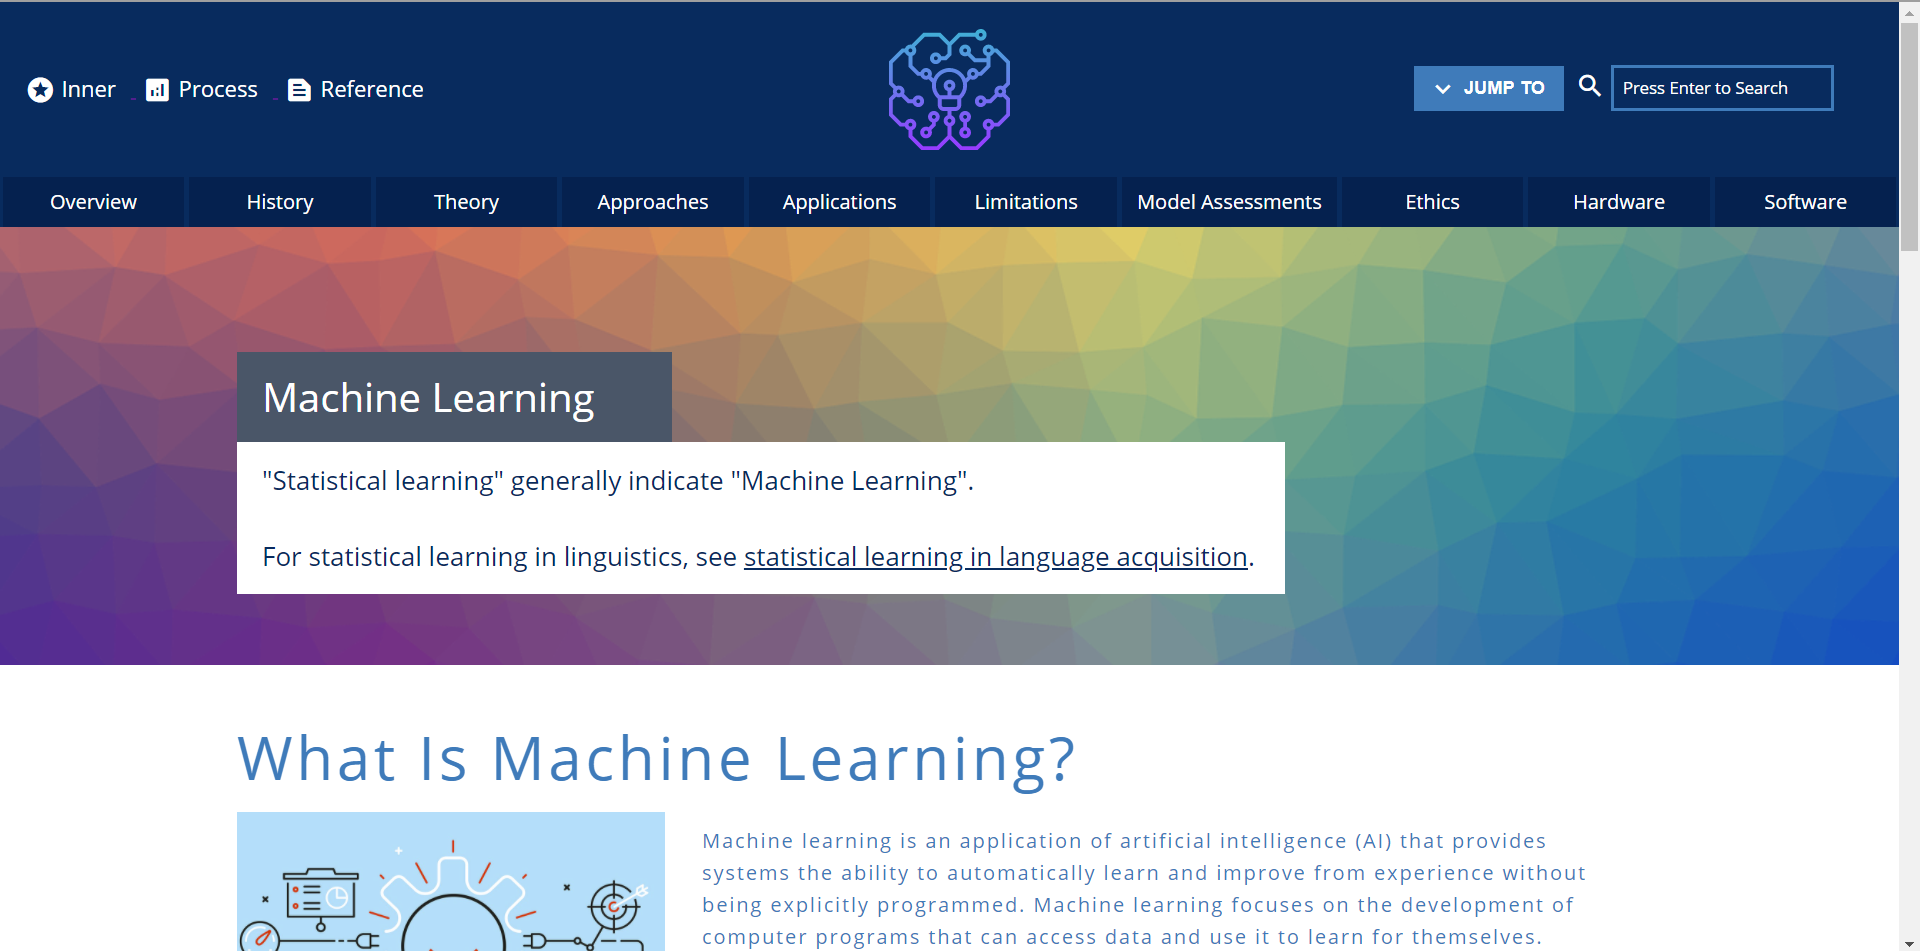 Inner Process Reference
JUMP TO
Press Enter to Search
Overview History Theory Approaches Applications Limitations Model Assessments Ethics Hardware Software
Machine Learning
"Statistical learning" generally indicate "Machine Learning".
For statistical learning in linguistics, see statistical learning in language acquisition.
What Is Machine Learning?
Machine learning is an application of artificial intelligence (AI) that provides
systems the ability to automatically learn and improve from experience without
being explicitly programmed. Machine learning focuses on the development of
computer programs that can access data and use it to learn for themselves.